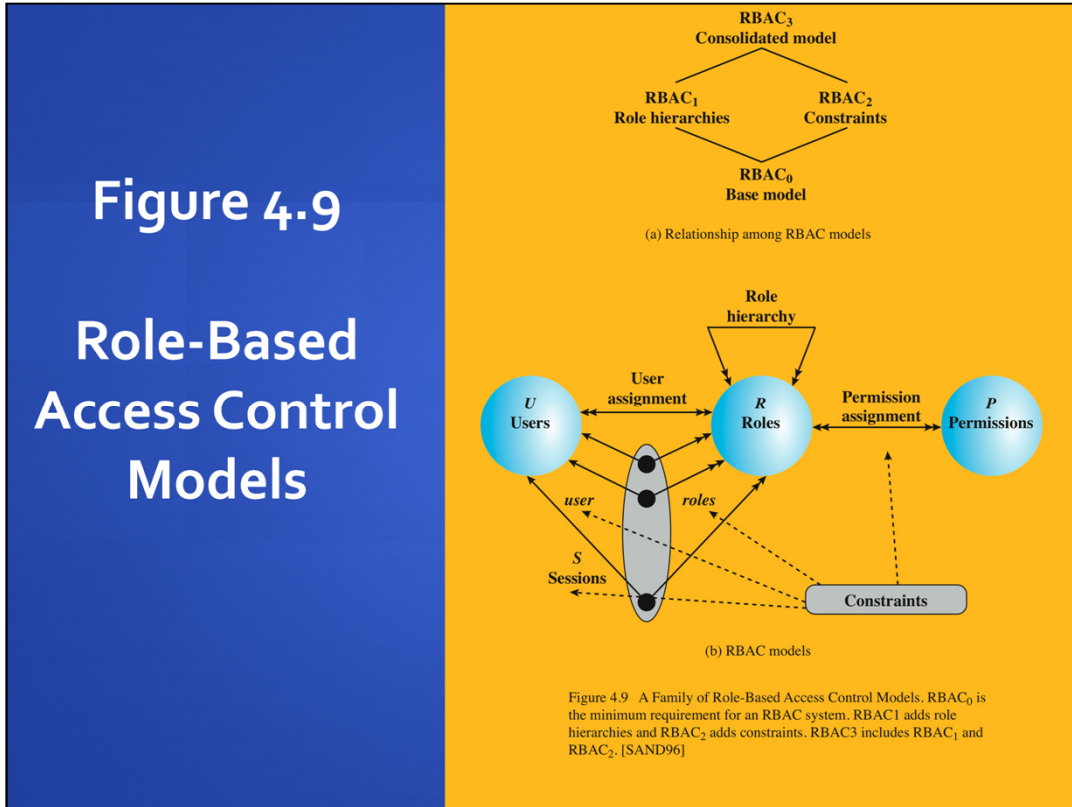 Figure 4.9
Role-Based
Access Control
Models
RBAC₃
Consolidated model
RBAC₁
Role hierarchies
RBAC₂
Constraints
RBAC₀
Base model
(a) Relationship among RBAC models
Role
hierarchy
User
assignment
Permission
assignment
U
Users
R
Roles
P
Permissions
user
roles
S
Sessions
Constraints
(b) RBAC models
Figure 4.9 A Family of Role-Based Access Control Models. RBAC₀ is
the minimum requirement for an RBAC system. RBAC1 adds role
hierarchies and RBAC₂ adds constraints. RBAC3 includes RBAC₁ and
RBAC₂. [SAND96]